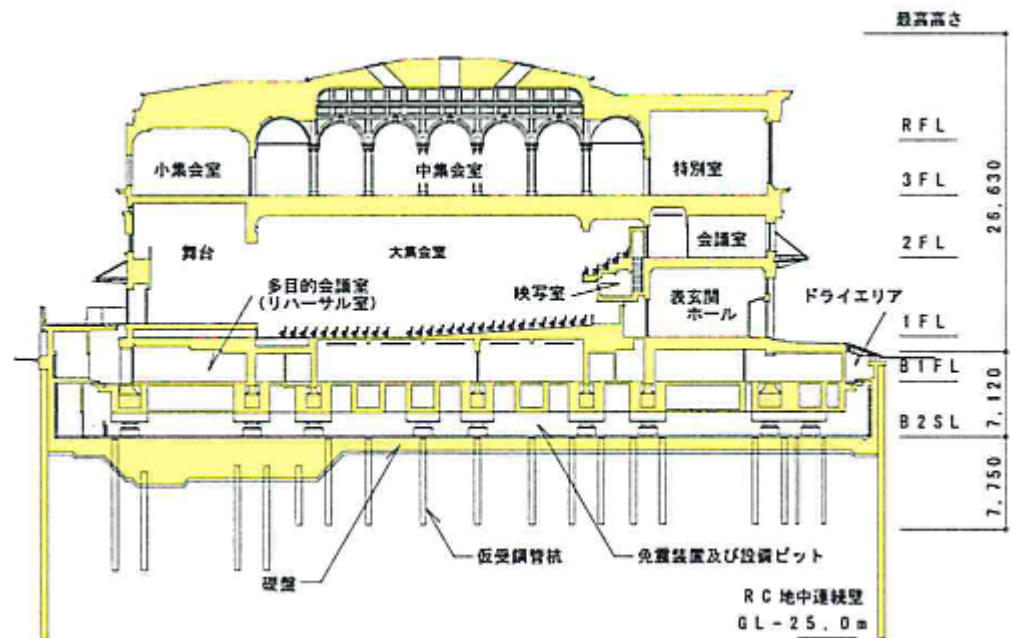 最高高さ
RFL
小集会室
中集会室
特別室
3FL
26,630
舞台
大集会室
会議室
2FL
多目的会議室
(リハーサル室)
映写室
表玄関
ホール
ドライエリア
1FL
B1FL
7,120
B2SL
7,750
仮受鋼管杭
免震装置及び設備ピット
礎盤
RC地中連続壁
GL-25.0m